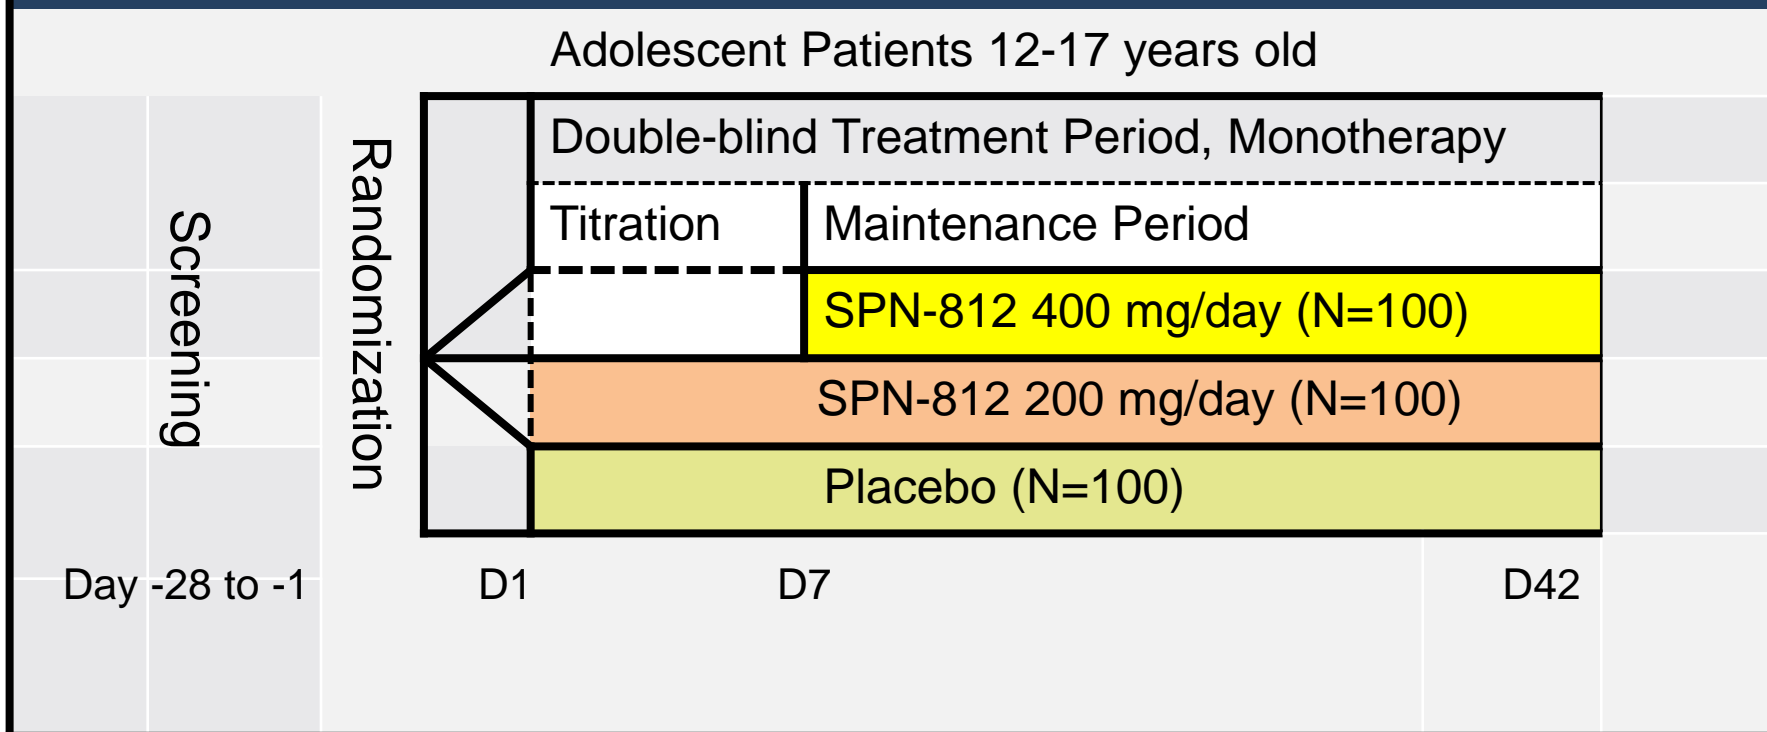 Adolescent Patients 12-17 years old
Screening
Randomization
Double-blind Treatment Period, Monotherapy
Titration
Maintenance Period
SPN-812 400 mg/day (N=100)
SPN-812 200 mg/day (N=100)
Placebo (N=100)
Day -28 to -1
D1
D7
D42